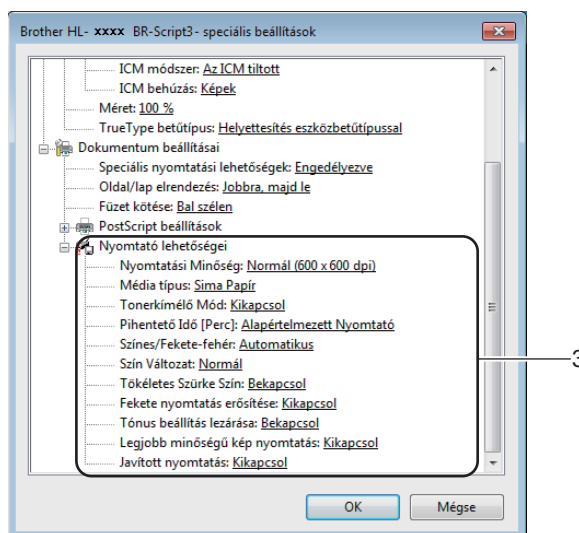 Brother HL- xxxx BR-Script3- speciális beállítások
ICM módszer: Az ICM tiltott
ICM behúzás: Képek
Méret: 100 %
TrueType betűtípus: Helyettesítés eszközbetűtípussal
Dokumentum beállításai
Speciális nyomtatási lehetőségek: Engedélyezve
Oldal/lap elrendezés: Jobbra, majd le
Füzet kötése: Bal szélen
PostScript beállítások
Nyomtató lehetőségei
Nyomtatási Minőség: Normál (600 x 600 dpi)
Média típus: Sima Papír
Tonerkímélő Mód: Kikapcsol
Pihentető Idő [Perc]: Alapértelmezett Nyomtató
Színes/Fekete-fehér: Automatikus
Szín Változat: Normál
Tökéletes Szürke Szín: Bekapcsol
Fekete nyomtatás erősítése: Kikapcsol
Tónus beállítás lezárása: Bekapcsol
Legjobb minőségű kép nyomtatás: Kikapcsol
Javított nyomtatás: Kikapcsol
3
OK Mégse